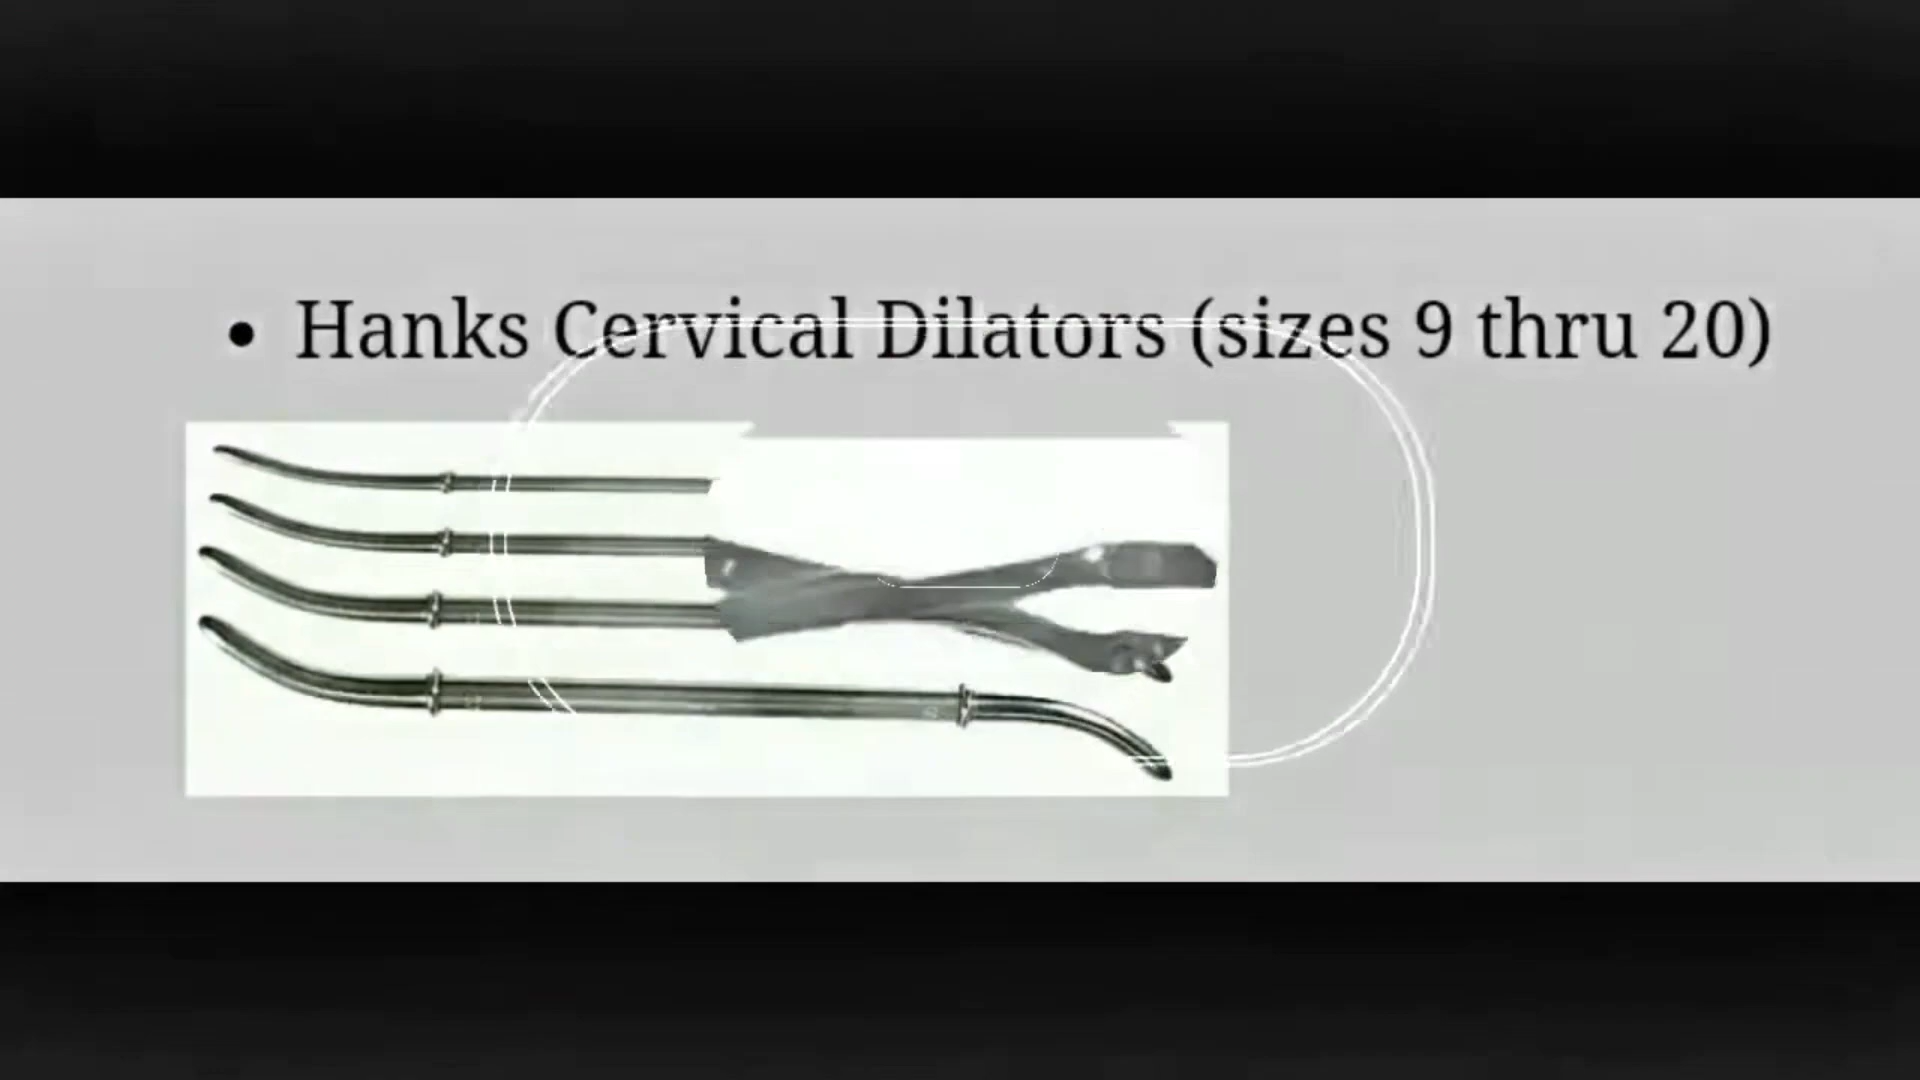 • Hanks Cervical Dilators (sizes 9 thru 20)